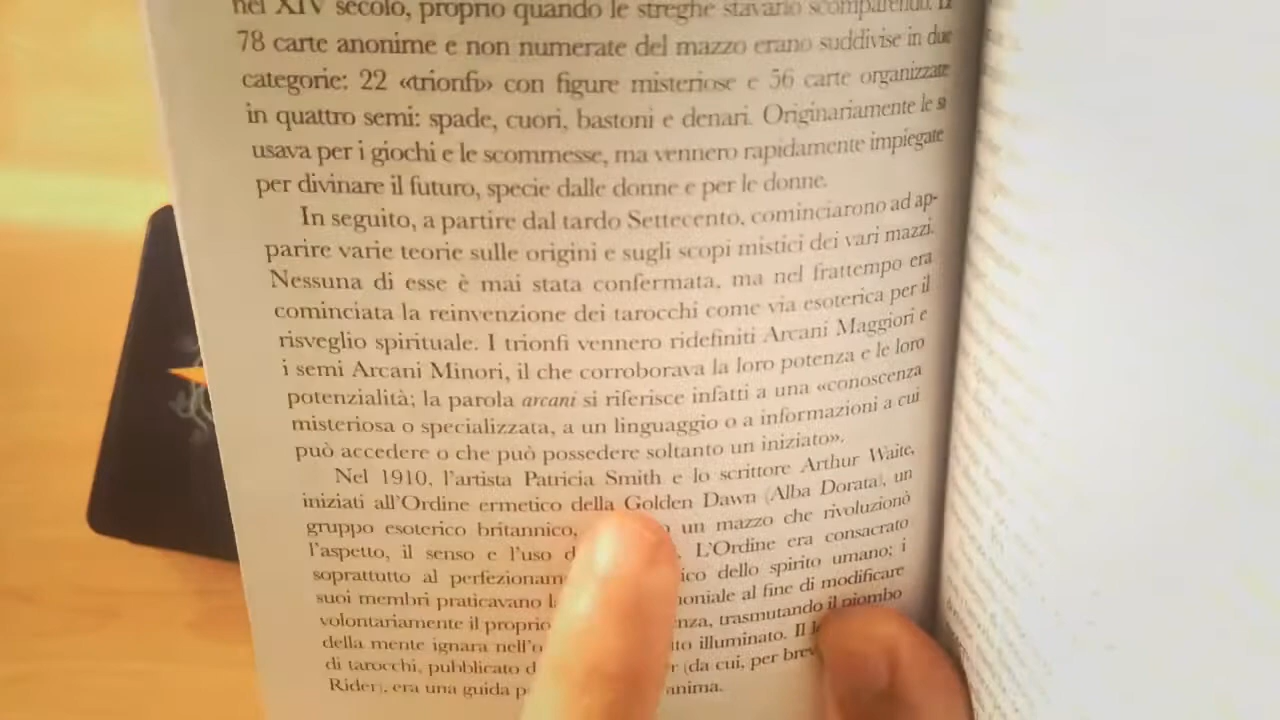 nel XIV secolo, proprio quando le streghe stavano scomparendo. Le
78 carte anonime e non numerate del mazzo erano suddivise in due
categorie: 22 «trionfi» con figure misteriose e 56 carte organizzate
in quattro semi: spade, cuori, bastoni e denari. Originariamente le si
usava per i giochi e le scommesse, ma vennero rapidamente impiegate
per divinare il futuro, specie dalle donne e per le donne.
In seguito, a partire dal tardo Settecento, cominciarono ad ap-
parire varie teorie sulle origini e sugli scopi mistici dei vari mazzi.
Nessuna di esse è mai stata confermata, ma nel frattempo era
cominciata la reinvenzione dei tarocchi come via esoterica per il
risveglio spirituale. I trionfi vennero ridefiniti Arcani Maggiori e
i semi Arcani Minori, il che corroborava la loro potenza e le loro
potenzialità; la parola arcani si riferisce infatti a una «conoscenza
misteriosa o specializzata, a un linguaggio o a informazioni a cui
può accedere o che può possedere soltanto un iniziato».
Nel 1910, l'artista Patricia Smith e lo scrittore Arthur Waite,
iniziati all'Ordine ermetico della Golden Dawn (Alba Dorata), un
gruppo esoterico britannico, un mazzo che rivoluzionò
l'aspetto, il senso e l'uso L'Ordine era consacrato
soprattutto al dello spirito umano; i
suoi membri praticavano al fine di modificare
volontariamente il proprio trasmutando il piombo
della mente ignara illuminato. Il
di tarocchi, pubblicato (da cui, per
Rider), era una guida